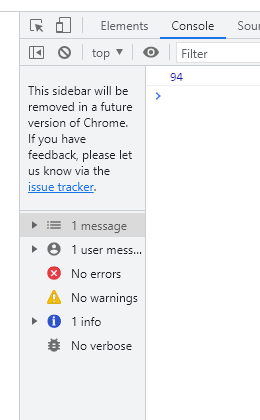 Elements Console
top Filter
This sidebar will be
removed in a future
version of Chrome.
If you have
feedback, please let
us know via the
issue tracker.
1 message
1 user mess...
No errors
No warnings
1 info
No verbose
94